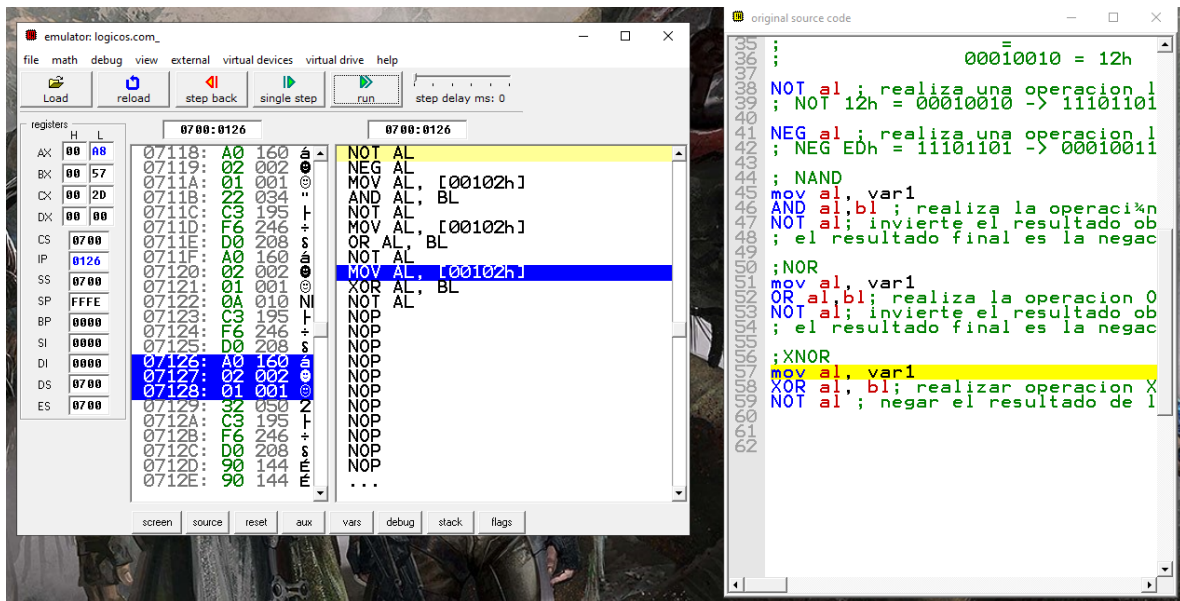 emulator: logicos.com_
file math debug view external virtual devices virtual drive help
Load reload step back single step run step delay ms: 0
registers
H L
AX 00 A8
BX 00 57
CX 00 2D
DX 00 00
CS 0700
IP 0126
SS 0700
SP FFFE
BP 0000
SI 0000
DI 0000
DS 0700
ES 0700
0700:0126
0700:0126
07118: A0 160 á
07119: 02 002 ☻
0711A: 01 001 ☺
0711B: 22 034 "
0711C: C3 195 ├
0711D: F6 246 ÷
0711E: D0 208 š
0711F: A0 160 á
07120: 02 002 ☻
07121: 01 001 ☺
07122: 0A 010 NI
07123: C3 195 ├
07124: F6 246 ÷
07125: D0 208 š
07126: A0 160 á
07127: 02 002 ☻
07128: 01 001 ☺
07129: 32 050 2
0712A: C3 195 ├
0712B: F6 246 ÷
0712C: D0 208 š
0712D: 90 144 É
0712E: 90 144 É
NOT AL
NEG AL
MOV AL, [00102h]
AND AL, BL
NOT AL
MOV AL, [00102h]
OR AL, BL
NOT AL
MOV AL, [00102h]
XOR AL, BL
NOT AL
NOP
NOP
NOP
NOP
NOP
NOP
NOP
NOP
NOP
NOP
NOP
...
screen source reset aux vars debug stack flags
original source code
35 ; =
36 ; 00010010 = 12h
37
38 NOT al ; realiza una operacion l
39 ; NOT 12h = 00010010 -> 11101101
40
41 NEG al ; realiza una operacion l
42 ; NEG EDh = 11101101 -> 00010011
43
44 ; NAND
45 mov al, var1
46 AND al,bl ; realiza la operaci¾n
47 NOT al; invierte el resultado ob
48 ; el resultado final es la negac
49
50 ;NOR
51 mov al, var1
52 OR al,bl; realiza la operacion O
53 NOT al; invierte el resultado ob
54 ; el resultado final es la negac
55
56 ;XNOR
57 mov al, var1
58 XOR al, bl; realizar operacion X
59 NOT al ; negar el resultado de l
60
61
62